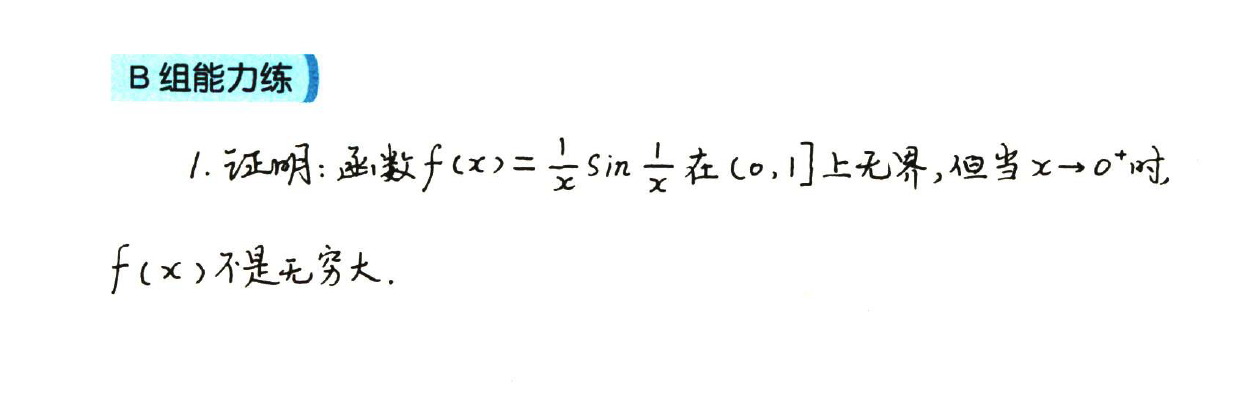 B 组能力练
1. 证明: 函数 f(x) = 1/x sin 1/x 在 (0, 1] 上无界, 但当 x → 0⁺ 时,
f(x) 不是无穷大.